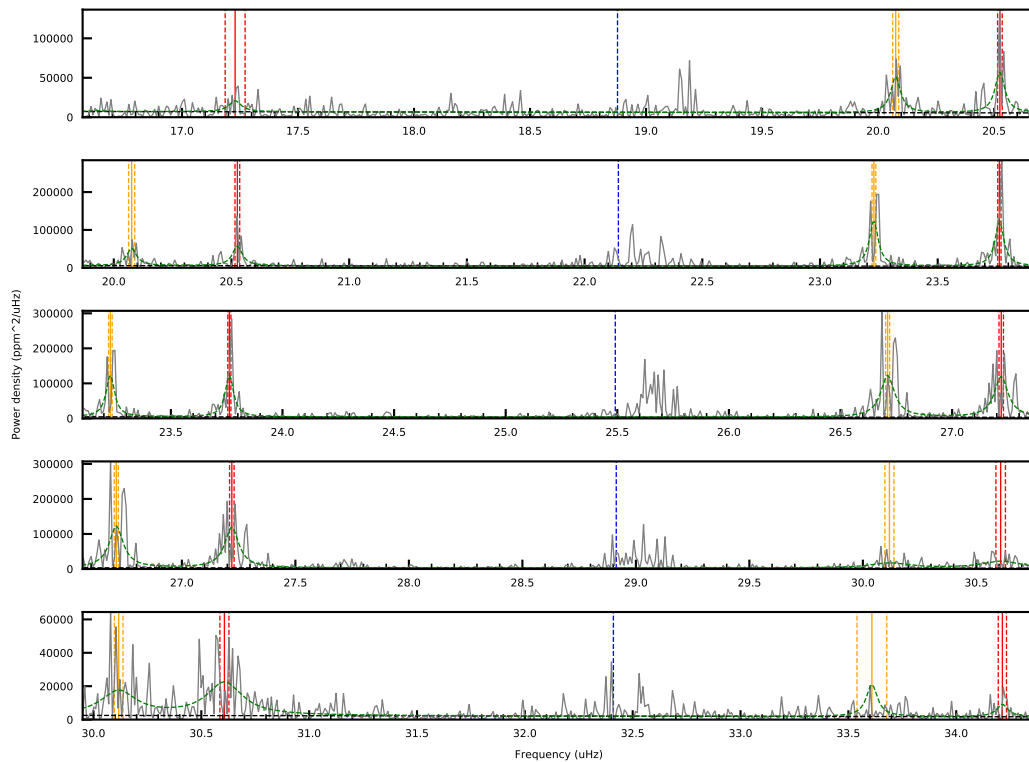 100000
50000
0
17.0 17.5 18.0 18.5 19.0 19.5 20.0 20.5
200000
100000
0
20.0 20.5 21.0 21.5 22.0 22.5 23.0 23.5
Power density (ppm^2/uHz)
300000
200000
100000
0
23.5 24.0 24.5 25.0 25.5 26.0 26.5 27.0
300000
200000
100000
0
27.0 27.5 28.0 28.5 29.0 29.5 30.0 30.5
60000
40000
20000
0
30.0 30.5 31.0 31.5 32.0 32.5 33.0 33.5 34.0
Frequency (uHz)